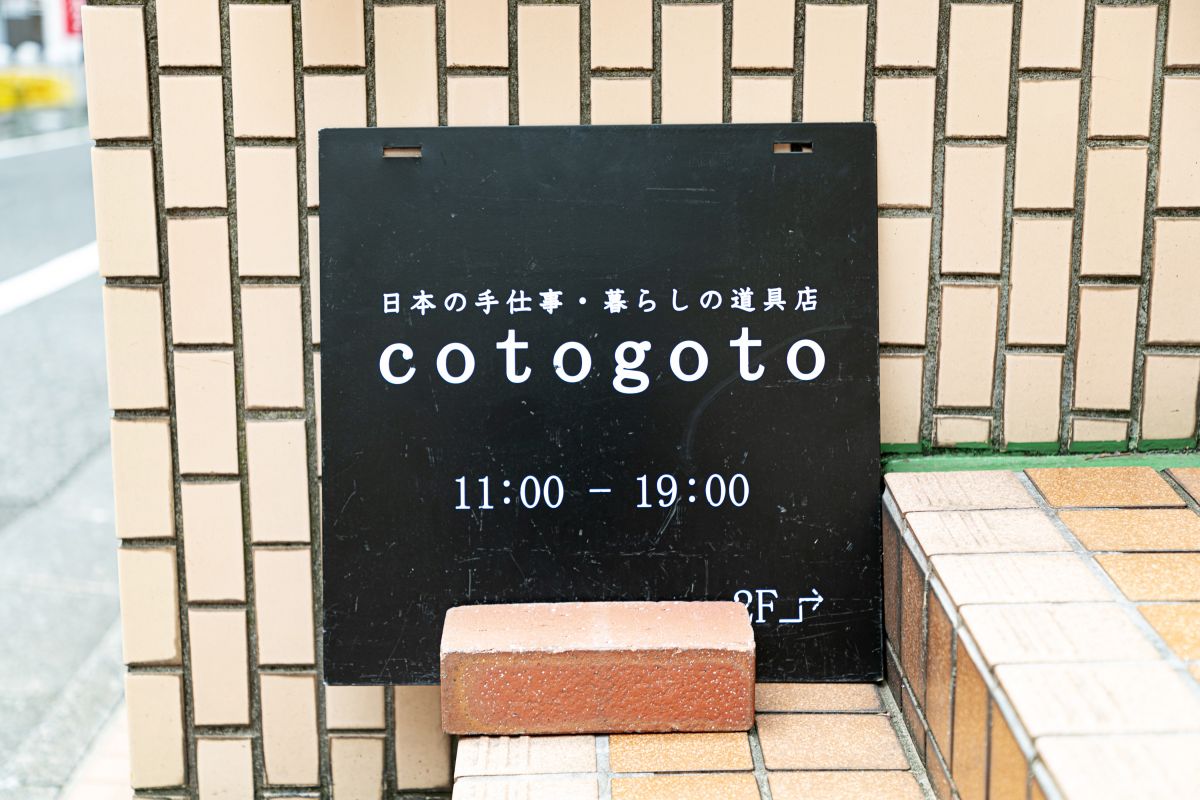 日本の手仕事・暮らしの道具店
cotogoto
11:00 - 19:00
2F